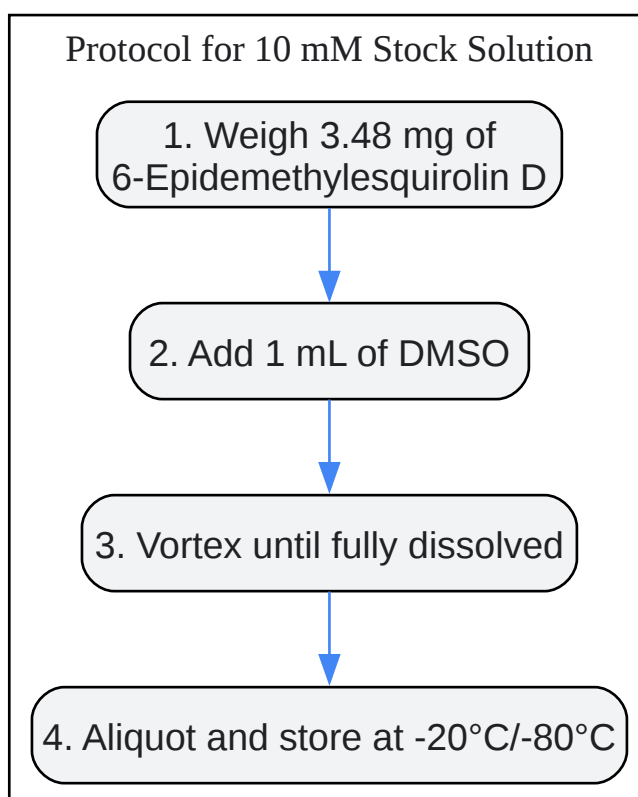 Protocol for 10 mM Stock Solution
1. Weigh 3.48 mg of
6-Epidemethylesquirolin D
2. Add 1 mL of DMSO
3. Vortex until fully dissolved
4. Aliquot and store at -20°C/-80°C